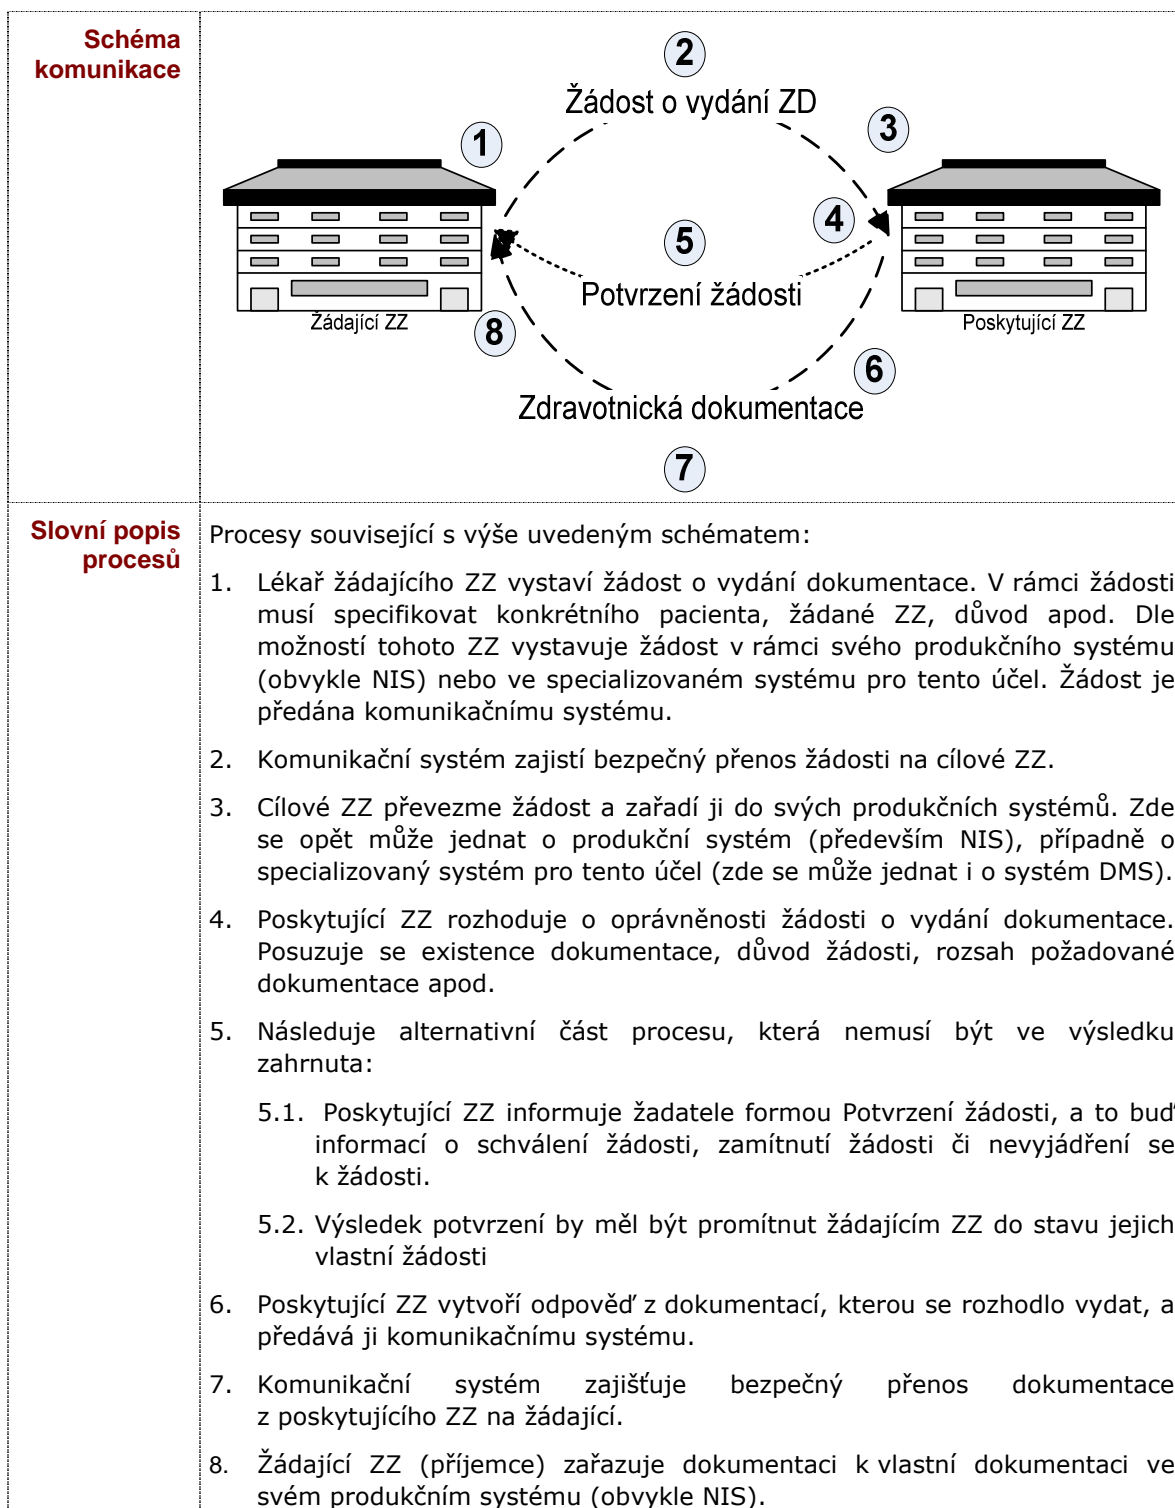 Schéma
komunikace
2
Žádost o vydání ZD
1
3
4
5
Potvrzení žádosti
Žádající ZZ
Poskytující ZZ
8
6
Zdravotnická dokumentace
7
Slovní popis
procesů
Procesy související s výše uvedeným schématem:
1. Lékař žádajícího ZZ vystaví žádost o vydání dokumentace. V rámci žádosti
musí specifikovat konkrétního pacienta, žádané ZZ, důvod apod. Dle
možností tohoto ZZ vystavuje žádost v rámci svého produkčního systému
(obvykle NIS) nebo ve specializovaném systému pro tento účel. Žádost je
předána komunikačnímu systému.
2. Komunikační systém zajistí bezpečný přenos žádosti na cílové ZZ.
3. Cílové ZZ převezme žádost a zařadí ji do svých produkčních systémů. Zde
se opět může jednat o produkční systém (především NIS), případně o
specializovaný systém pro tento účel (zde se může jednat i o systém DMS).
4. Poskytující ZZ rozhoduje o oprávněnosti žádosti o vydání dokumentace.
Posuzuje se existence dokumentace, důvod žádosti, rozsah požadované
dokumentace apod.
5. Následuje alternativní část procesu, která nemusí být ve výsledku
zahrnuta:
5.1. Poskytující ZZ informuje žadatele formou Potvrzení žádosti, a to buď
informací o schválení žádosti, zamítnutí žádosti či nevyjádření se
k žádosti.
5.2. Výsledek potvrzení by měl být promítnut žádajícím ZZ do stavu jejich
vlastní žádosti
6. Poskytující ZZ vytvoří odpověď z dokumentací, kterou se rozhodlo vydat, a
předává ji komunikačnímu systému.
7. Komunikační systém zajišťuje bezpečný přenos dokumentace
z poskytujícího ZZ na žádající.
8. Žádající ZZ (příjemce) zařazuje dokumentaci k vlastní dokumentaci ve
svém produkčním systému (obvykle NIS).